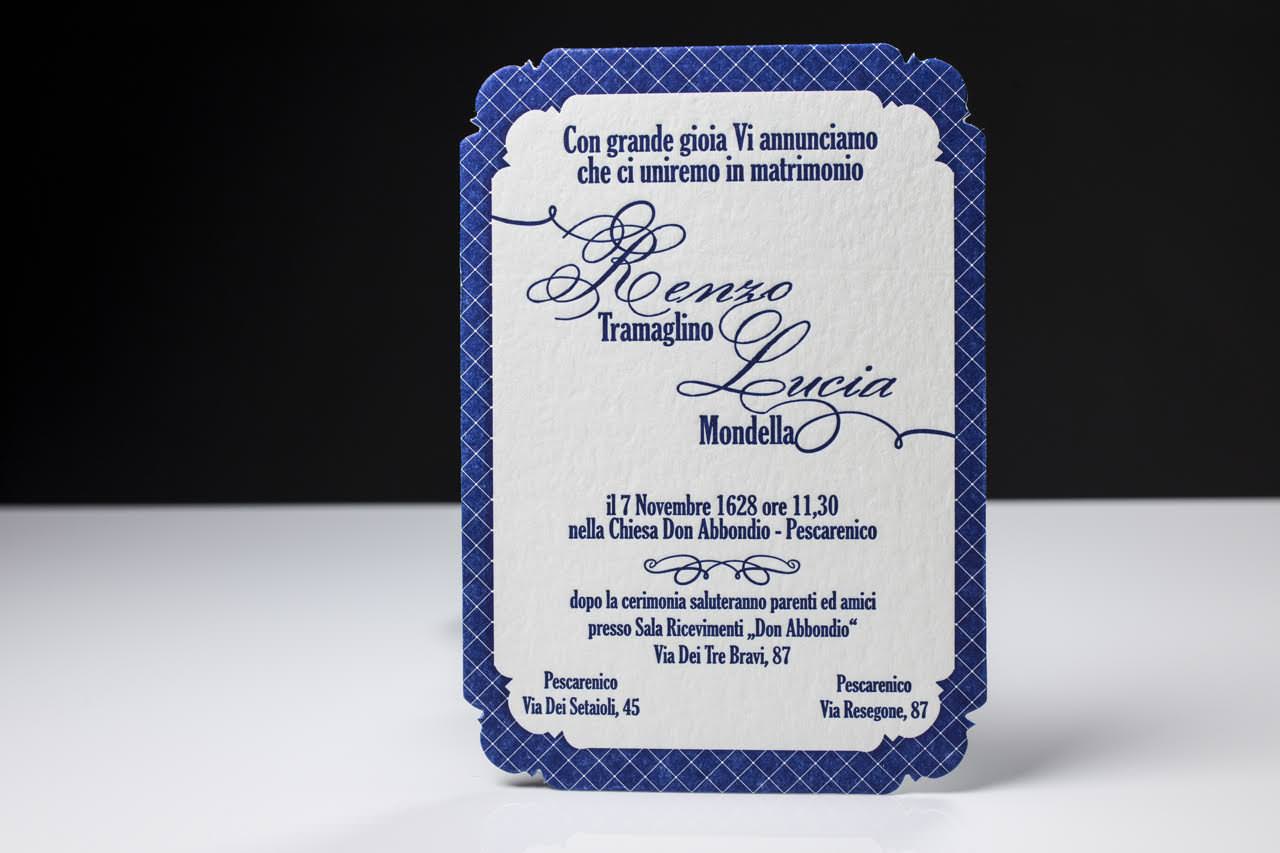 Con grande gioia Vi annunciamo
che ci uniremo in matrimonio
Renzo
Tramaglino
Lucia
Mondella
il 7 Novembre 1628 ore 11,30
nella Chiesa Don Abbondio - Pescarenico
dopo la cerimonia saluteranno parenti ed amici
presso Sala Ricevimenti „Don Abbondio“
Via Dei Tre Bravi, 87
Pescarenico
Via Dei Setaioli, 45
Pescarenico
Via Resegone, 87